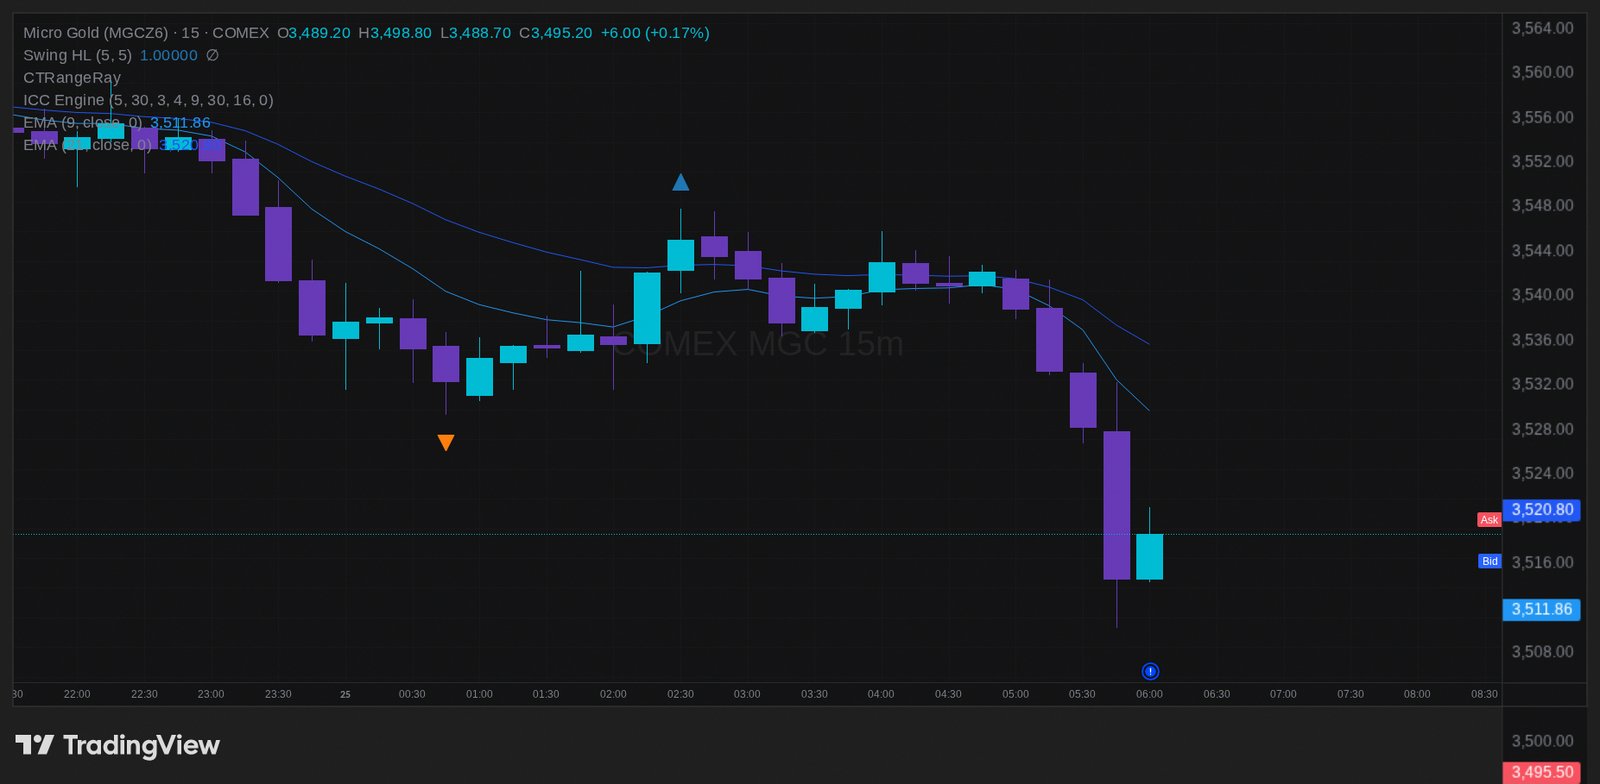 Micro Gold (MGCZ6) · 15 · COMEX O3,489.20 H3,498.80 L3,488.70 C3,495.20 +6.00 (+0.17%)
Swing HL (5, 5) 1.00000 ∅
CTRangeRay
ICC Engine (5, 30, 3, 4, 9, 30, 16, 0)
EMA (9, close, 0) 3,511.86
EMA ( close, 0) 3,520
COMEX MGC 15m
3,564.00
3,560.00
3,556.00
3,552.00
3,548.00
3,544.00
3,540.00
3,536.00
3,532.00
3,528.00
3,524.00
Ask 3,520.80
Bid 3,516.00
3,511.86
3,508.00
30 22:00 22:30 23:00 23:30 25 00:30 01:00 01:30 02:00 02:30 03:00 03:30 04:00 04:30 05:00 05:30 06:00 06:30 07:00 07:30 08:00 08:30
TradingView
3,500.00
3,495.50